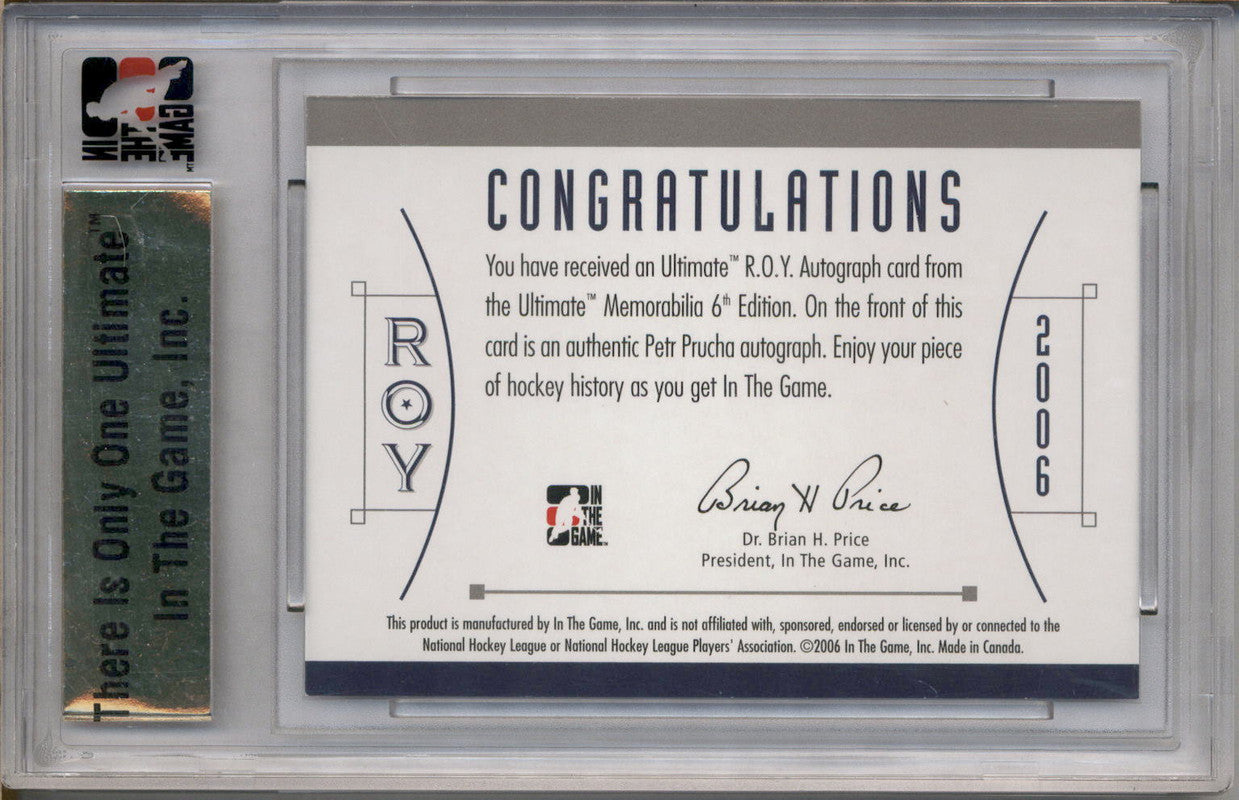 IN
THE
GAME™
There Is Only One Ultimate™
In The Game, Inc.
CONGRATULATIONS
You have received an Ultimate™ R.O.Y. Autograph card from
the Ultimate™ Memorabilia 6th Edition. On the front of this
card is an authentic Petr Prucha autograph. Enjoy your piece
of hockey history as you get In The Game.
ROY
2006
IN
THE
GAME™
Brian H Price
Dr. Brian H. Price
President, In The Game, Inc.
This product is manufactured by In The Game, Inc. and is not affiliated with, sponsored, endorsed or licensed by or connected to the
National Hockey League or National Hockey League Players' Association. ©2006 In The Game, Inc. Made in Canada.